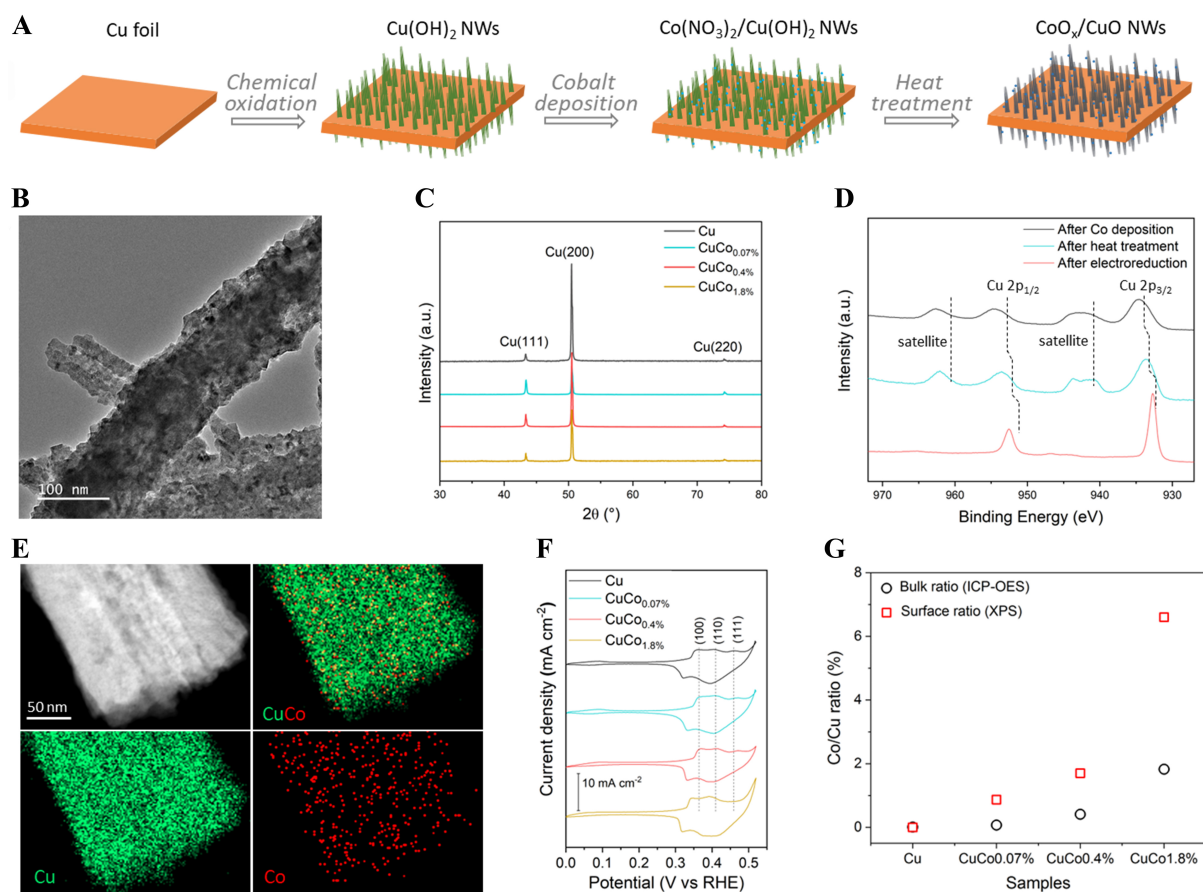 A
Cu foil
Chemical
oxidation
Cu(OH)₂ NWs
Cobalt
deposition
Co(NO₃)₂/Cu(OH)₂ NWs
Heat
treatment
CoOₓ/CuO NWs
B
100 nm
C
Intensity (a.u.)
Cu
CuCo₀.₀₇%
CuCo₀.₄%
CuCo₁.₈%
Cu(200)
Cu(111)
Cu(220)
30 40 50 60 70 80
2θ (°)
D
Intensity (a.u.)
After Co deposition
After heat treatment
After electroreduction
Cu 2p₁/₂
Cu 2p₃/₂
satellite
satellite
970 960 950 940 930
Binding Energy (eV)
E
50 nm
CuCo
Cu
Co
F
Current density (mA cm⁻²)
Cu
CuCo₀.₀₇%
CuCo₀.₄%
CuCo₁.₈%
(100)
(110)
(111)
10 mA cm⁻²
0.0 0.1 0.2 0.3 0.4 0.5
Potential (V vs RHE)
G
Co/Cu ratio (%)
8
6
4
2
0
Bulk ratio (ICP-OES)
Surface ratio (XPS)
Cu CuCo0.07% CuCo0.4% CuCo1.8%
Samples